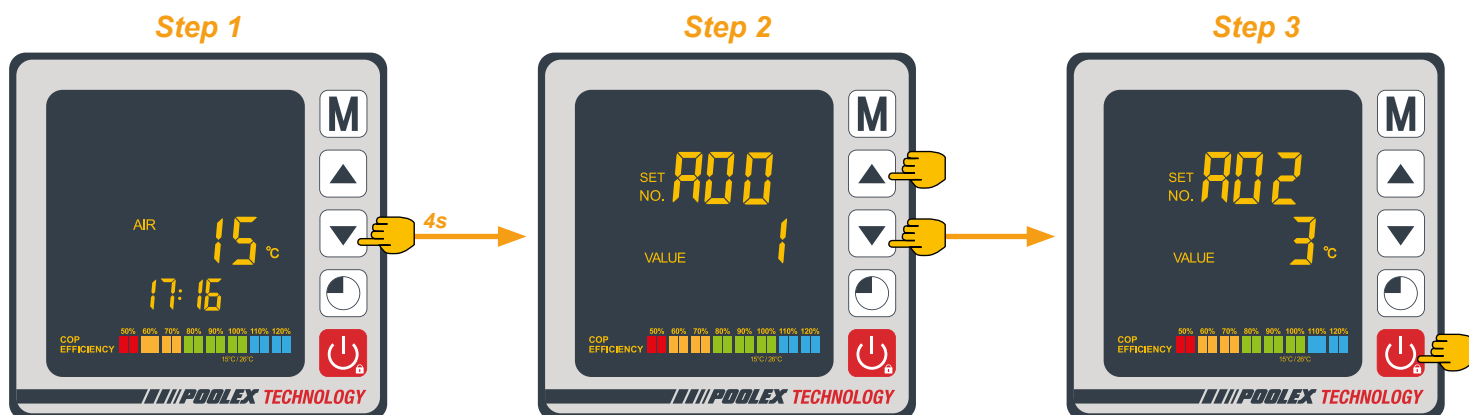 Step 1
M
AIR 15 °C
17:16
50% 60% 70% 80% 90% 100% 110% 120%
COP
EFFICIENCY
15°C / 26°C
POOLEX TECHNOLOGY
4s
Step 2
M
SET
NO. A00
VALUE 1
50% 60% 70% 80% 90% 100% 110% 120%
COP
EFFICIENCY
15°C / 26°C
POOLEX TECHNOLOGY
Step 3
M
SET
NO. A02
VALUE 3 °C
50% 60% 70% 80% 90% 100% 110% 120%
COP
EFFICIENCY
15°C / 26°C
POOLEX TECHNOLOGY